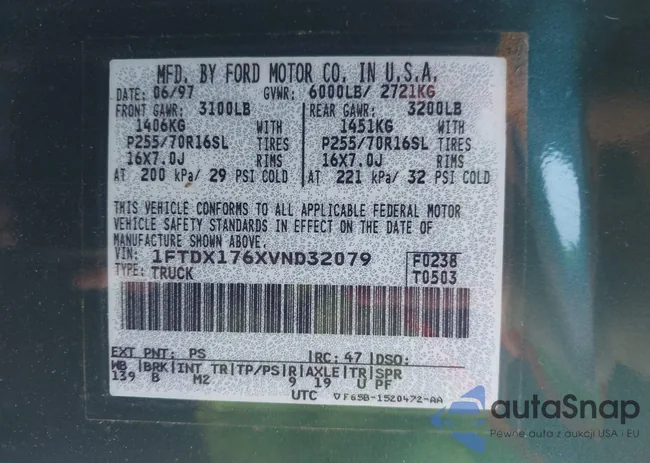 MFD. BY FORD MOTOR CO. IN U.S.A.
DATE: 06/97 GVWR: 6000LB/ 2721KG
FRONT GAWR: 3100LB REAR GAWR: 3200LB
1406KG WITH 1451KG WITH
P255/70R16SL TIRES P255/70R16SL TIRES
16X7.0J RIMS 16X7.0J RIMS
AT 200 kPa/ 29 PSI COLD AT 221 kPa/ 32 PSI COLD
THIS VEHICLE CONFORMS TO ALL APPLICABLE FEDERAL MOTOR
VEHICLE SAFETY STANDARDS IN EFFECT ON THE DATE OF
MANUFACTURE SHOWN ABOVE.
VIN: 1FTDX176XVND32079 F0238
TYPE: TRUCK T0503
EXT PNT: PS RC: 47 DSO:
WB BRK INT TR TP/PS R AXLE TR SPR
139 B M2 9 19 U PF
UTC F65B-1520472-AA
autaSnap
Pewne auta z aukcji USA i EU